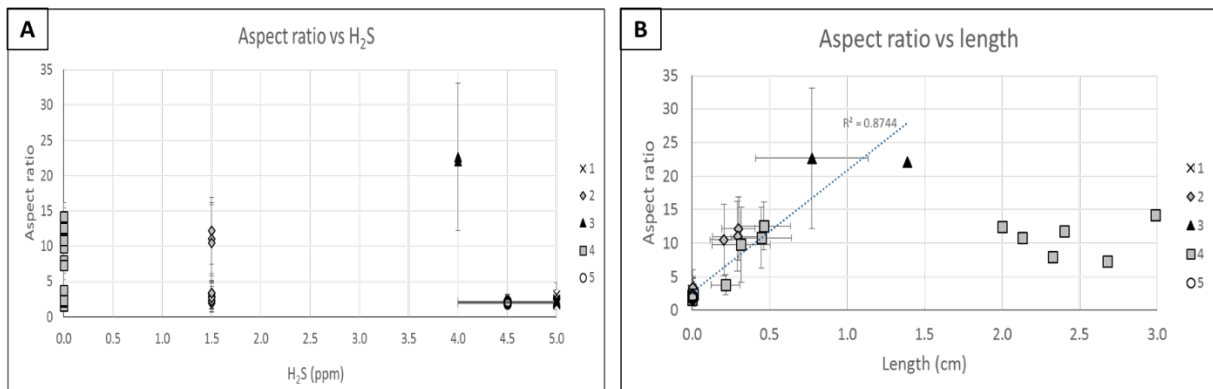 A
Aspect ratio vs H₂S
35
30
25
20
15
10
5
0
Aspect ratio
0.0 0.5 1.0 1.5 2.0 2.5 3.0 3.5 4.0 4.5 5.0
H₂S (ppm)
1
2
3
4
5
B
Aspect ratio vs length
35
30
25
20
15
10
5
0
Aspect ratio
R² = 0.8744
0.0 0.5 1.0 1.5 2.0 2.5 3.0
Length (cm)
1
2
3
4
5